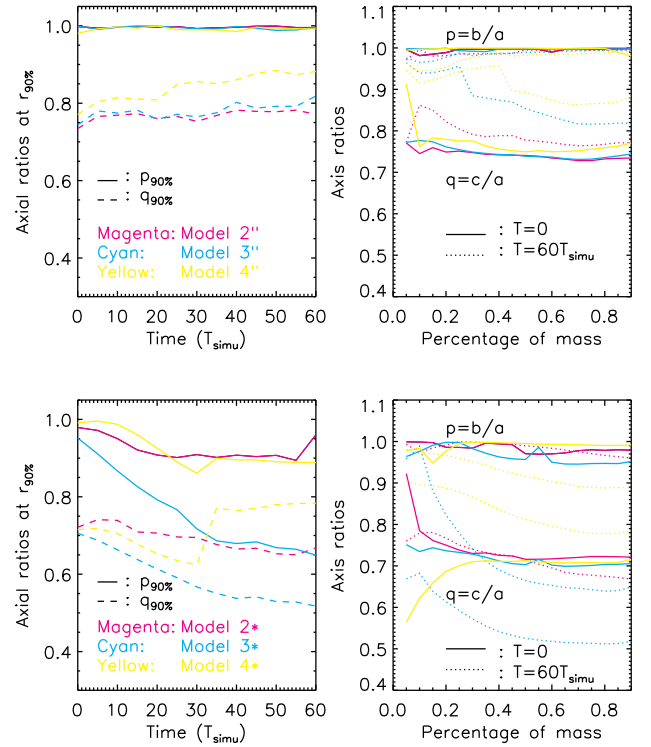 1.0
0.8
0.6
0.4
Axial ratios at r90%
— : p90%
-- : q90%
Magenta: Model 2"
Cyan: Model 3"
Yellow: Model 4"
0 10 20 30 40 50 60
Time (Tsimu)
1.1
1.0
0.9
0.8
0.7
0.6
0.5
0.4
Axis ratios
p=b/a
q=c/a
: T=0
: T=60Tsimu
0.0 0.2 0.4 0.6 0.8
Percentage of mass
1.0
0.8
0.6
0.4
Axial ratios at r90%
: p90%
: q90%
Magenta: Model 2*
Cyan: Model 3*
Yellow: Model 4*
0 10 20 30 40 50 60
Time (Tsimu)
1.1
1.0
0.9
0.8
0.7
0.6
0.5
0.4
Axis ratios
p=b/a
q=c/a
: T=0
: T=60Tsimu
0.0 0.2 0.4 0.6 0.8
Percentage of mass